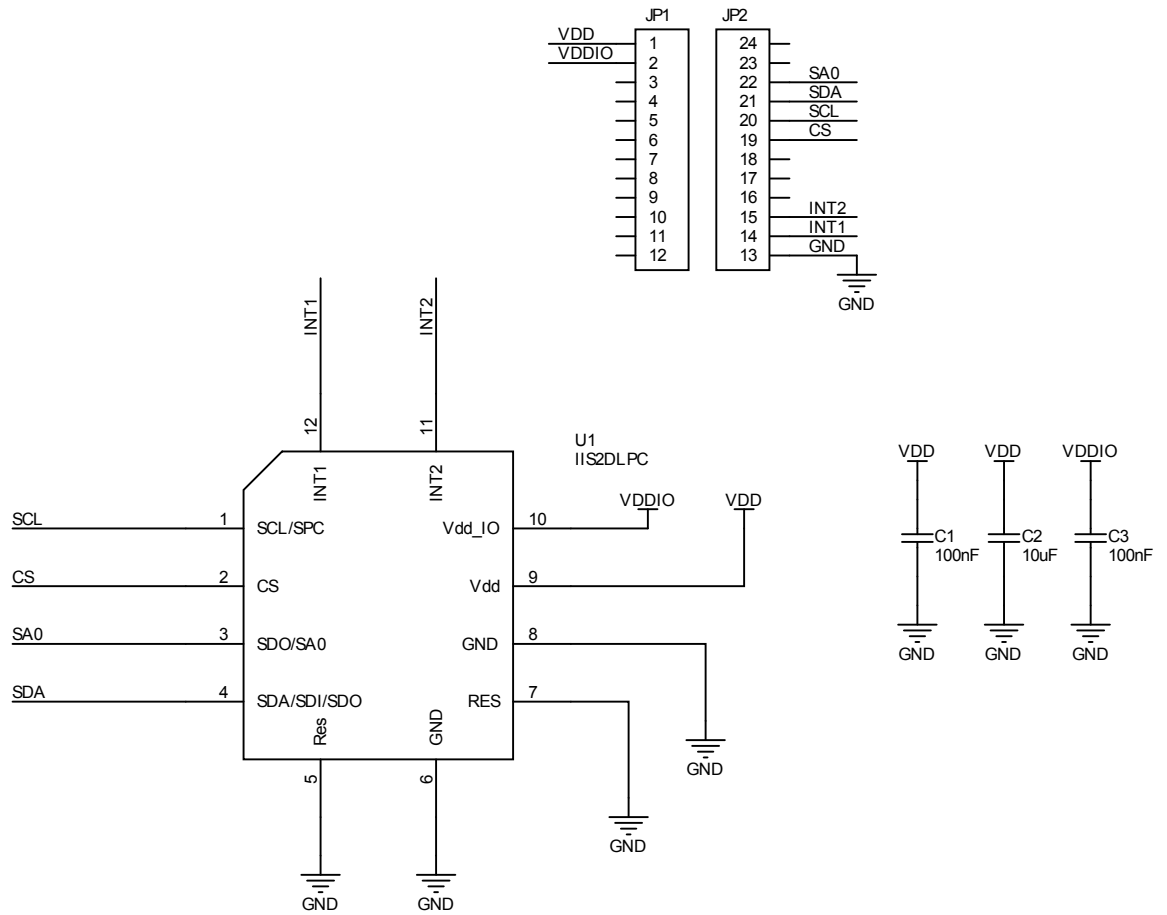 JP1 JP2
VDD 1 24
VDDIO 2 23
3 22 SA0
4 21 SDA
5 20 SCL
6 19 CS
7 18
8 17
9 16
10 15 INT2
11 14 INT1
12 13 GND
GND
INT1 INT2
12 11
U1
IIS2DLPC
INT1 INT2
VDDIO VDD
SCL 1 SCL/SPC Vdd_IO 10
CS 2 CS Vdd 9
SA0 3 SDO/SA0 GND 8
SDA 4 SDA/SDI/SDO RES 7
Res GND
5 6
GND
GND
GND GND
VDD VDD VDDIO
C1 C2 C3
100nF 10uF 100nF
GND GND GND